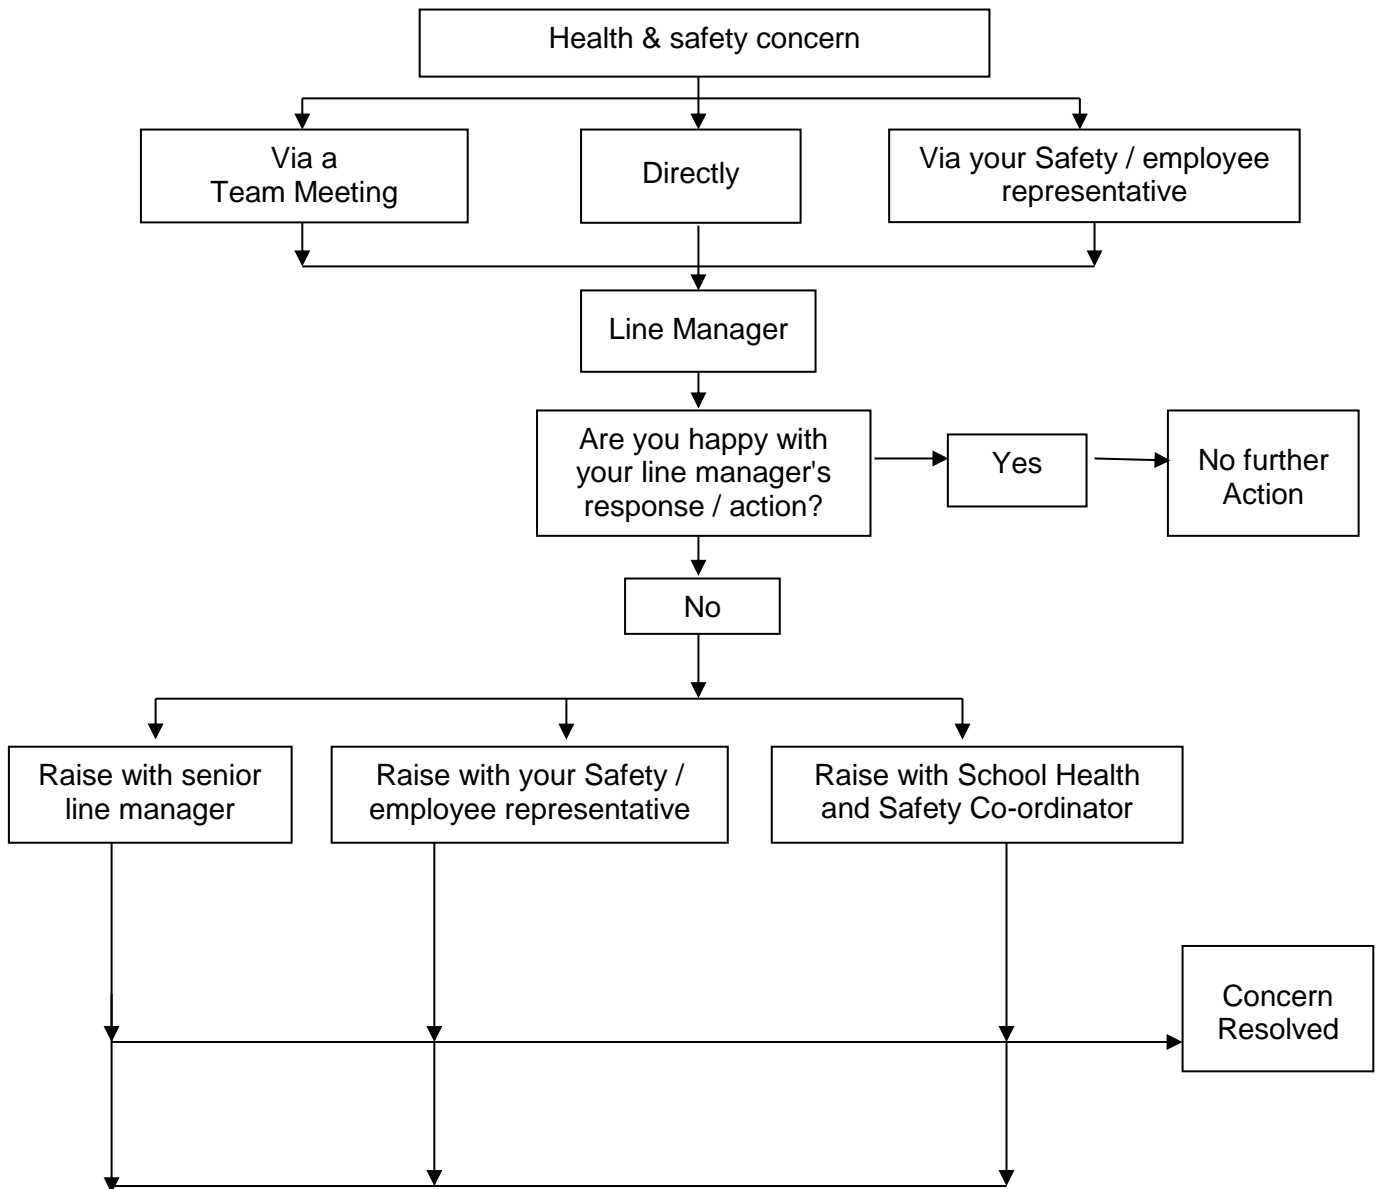 Health & safety concern
Via a
Team Meeting
Directly
Via your Safety / employee
representative
Line Manager
Are you happy with
your line manager's
response / action?
Yes
No further
Action
No
Raise with senior
line manager
Raise with your Safety /
employee representative
Raise with School Health
and Safety Co-ordinator
Concern
Resolved